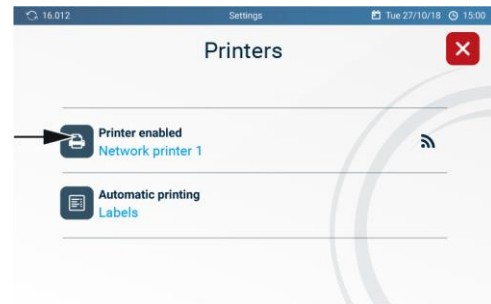 16.012 Settings Tue 27/10/18 15:00
Printers
Printer enabled
Network printer 1
Automatic printing
Labels